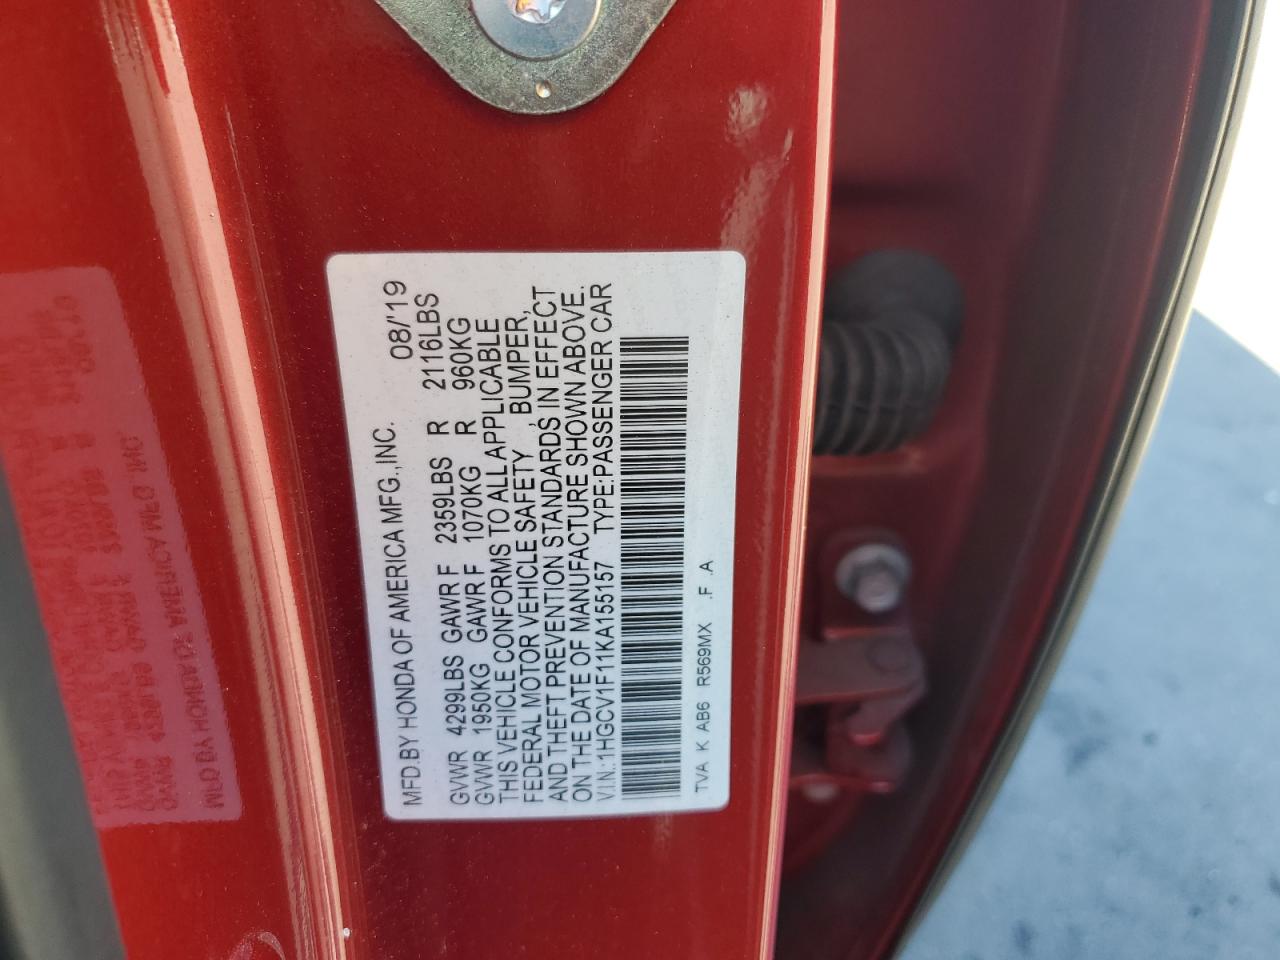 MFD.BY HONDA OF AMERICA MFG.,INC. 08/'19
GVWR 4299LBS GAWR F 2359LBS R 2116LBS
GVWR 1950KG GAWR F 1070KG R 960KG
THIS VEHICLE CONFORMS TO ALL APPLICABLE
FEDERAL MOTOR VEHICLE SAFETY, BUMPER,
AND THEFT PREVENTION STANDARDS IN EFFECT
ON THE DATE OF MANUFACTURE SHOWN ABOVE.
V.I.N.:1HGCV1F11KA155157 TYPE:PASSENGER CAR
TVA K AB6 R569MX .F .A